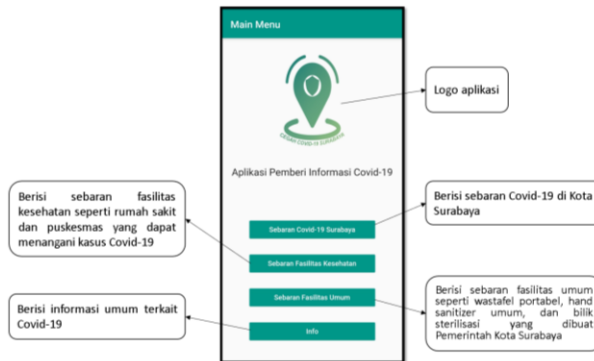 Main Menu
Logo aplikasi
Aplikasi Pemberi Informasi Covid-19
Berisi sebaran fasilitas
kesehatan seperti rumah sakit
dan puskesmas yang dapat
menangani kasus Covid-19
Berisi sebaran Covid-19 di Kota
Surabaya
Sebaran Covid-19 Surabaya
Sebaran Fasilitas Kesehatan
Sebaran Fasilitas Umum
Info
Berisi informasi umum terkait
Covid-19
Berisi sebaran fasilitas umum
seperti wastafel portabel, hand
sanitizer umum, dan bilik
sterilisasi yang dibuat
Pemerintah Kota Surabaya